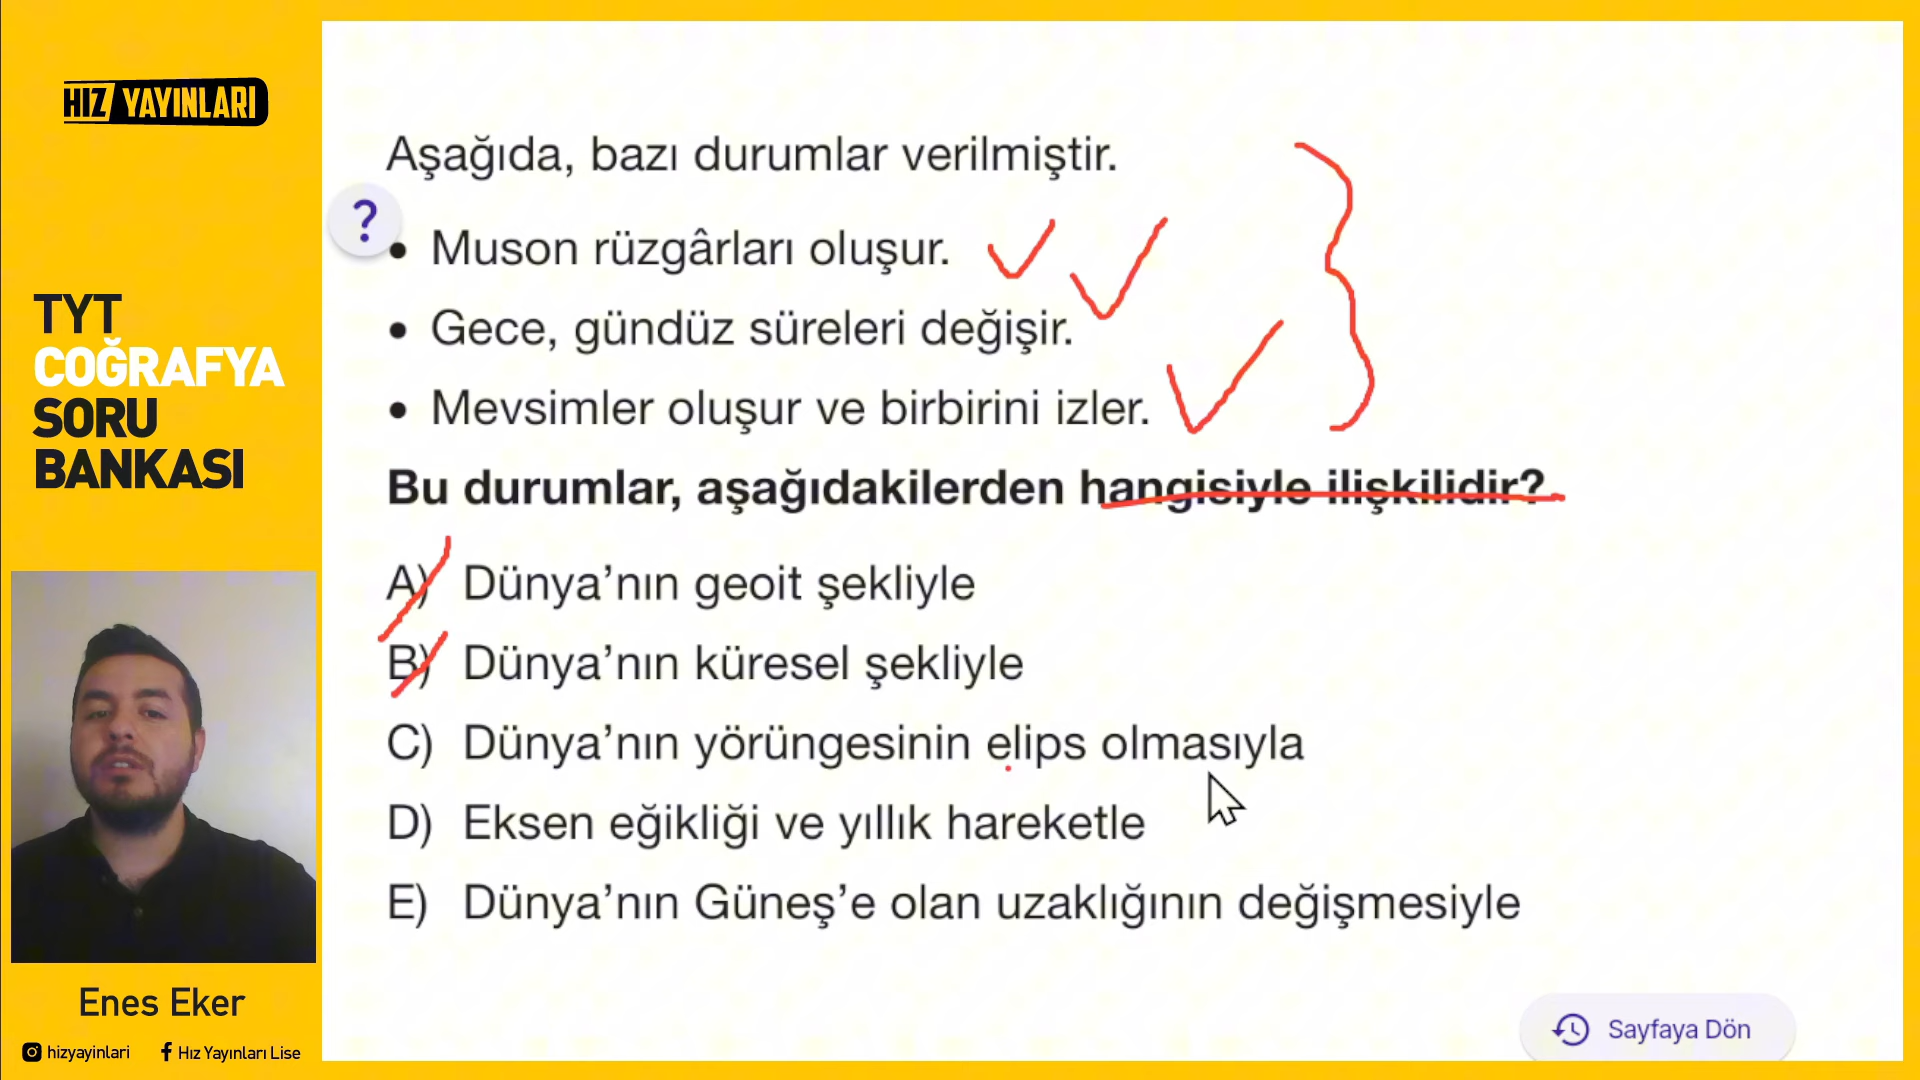 HIZ YAYINLARI
TYT
COĞRAFYA
SORU
BANKASI
Enes Eker
hizyayinlari
Hız Yayınları Lise
Aşağıda, bazı durumlar verilmiştir.
?
• Muson rüzgârları oluşur.
• Gece, gündüz süreleri değişir.
• Mevsimler oluşur ve birbirini izler.
Bu durumlar, aşağıdakilerden hangisiyle ilişkilidir?
A) Dünya’nın geoit şekliyle
B) Dünya’nın küresel şekliyle
C) Dünya’nın yörüngesinin elips olmasıyla
D) Eksen eğikliği ve yıllık hareketle
E) Dünya’nın Güneş’e olan uzaklığının değişmesiyle
Sayfaya Dön